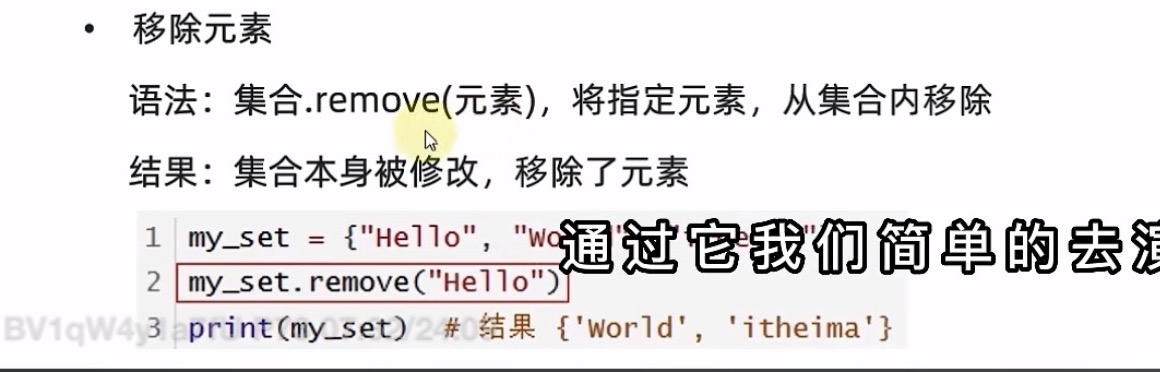 • 移除元素
语法：集合.remove(元素)，将指定元素，从集合内移除
结果：集合本身被修改，移除了元素
1 my_set = {"Hello", "Wo
通过它我们简单的去演
2 my_set.remove("Hello")
3 print(my_set) # 结果 {'World', 'itheima'}